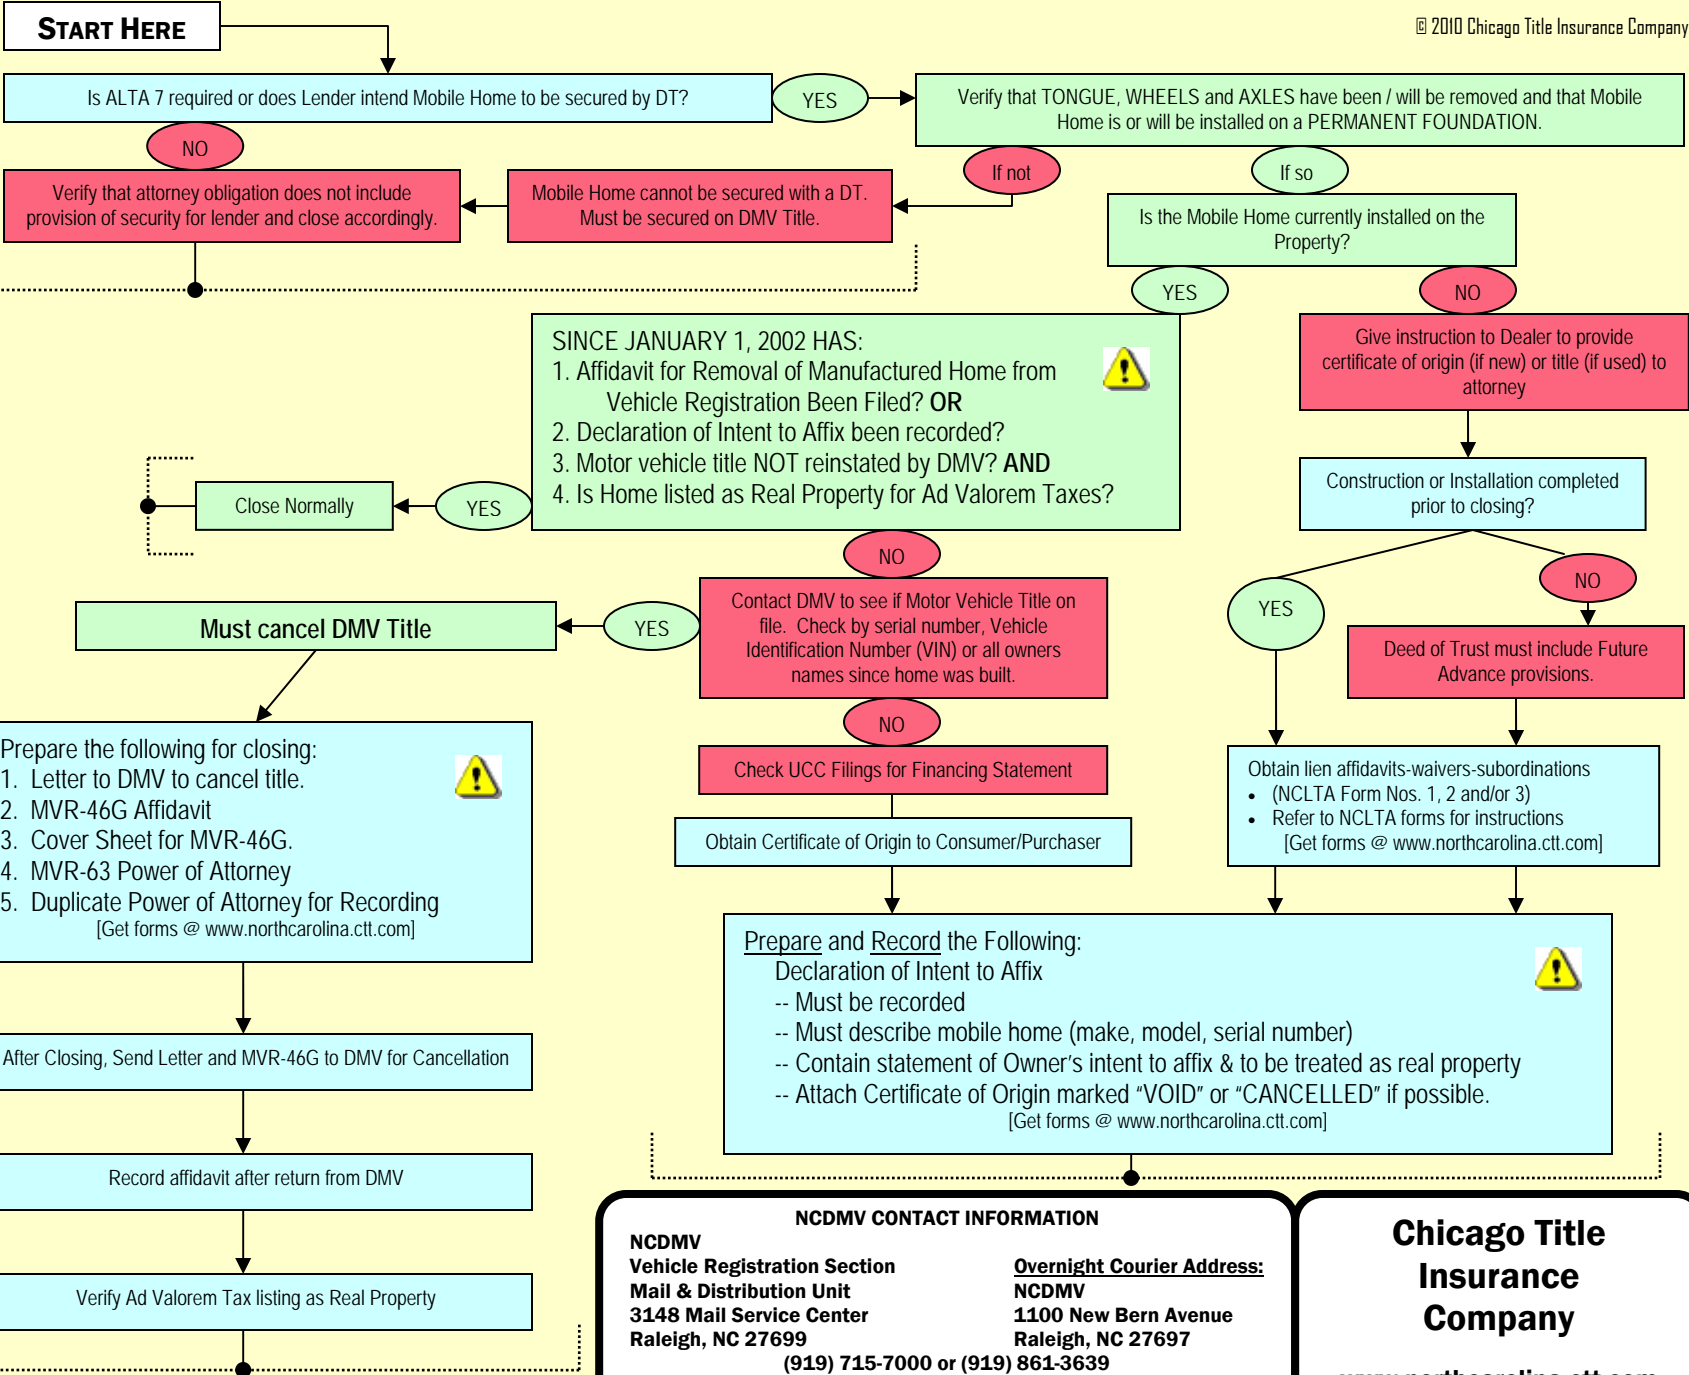 START HERE
© 2010 Chicago Title Insurance Company
Is ALTA 7 required or does Lender intend Mobile Home to be secured by DT?
YES
Verify that TONGUE, WHEELS and AXLES have been / will be removed and that Mobile
Home is or will be installed on a PERMANENT FOUNDATION.
NO
If not
If so
Verify that attorney obligation does not include
provision of security for lender and close accordingly.
Mobile Home cannot be secured with a DT.
Must be secured on DMV Title.
Is the Mobile Home currently installed on the
Property?
YES
NO
SINCE JANUARY 1, 2002 HAS:
1. Affidavit for Removal of Manufactured Home from
Vehicle Registration Been Filed? OR
2. Declaration of Intent to Affix been recorded?
3. Motor vehicle title NOT reinstated by DMV? AND
4. Is Home listed as Real Property for Ad Valorem Taxes?
Give instruction to Dealer to provide
certificate of origin (if new) or title (if used) to
attorney
Close Normally
YES
Construction or Installation completed
prior to closing?
NO
YES
NO
Contact DMV to see if Motor Vehicle Title on
file. Check by serial number, Vehicle
Identification Number (VIN) or all owners
names since home was built.
YES
Must cancel DMV Title
Deed of Trust must include Future
Advance provisions.
NO
Check UCC Filings for Financing Statement
Obtain Certificate of Origin to Consumer/Purchaser
Obtain lien affidavits-waivers-subordinations
• (NCLTA Form Nos. 1, 2 and/or 3)
• Refer to NCLTA forms for instructions
[Get forms @ www.northcarolina.ctt.com]
Prepare the following for closing:
1. Letter to DMV to cancel title.
2. MVR-46G Affidavit
3. Cover Sheet for MVR-46G.
4. MVR-63 Power of Attorney
5. Duplicate Power of Attorney for Recording
[Get forms @ www.northcarolina.ctt.com]
Prepare and Record the Following:
Declaration of Intent to Affix
-- Must be recorded
-- Must describe mobile home (make, model, serial number)
-- Contain statement of Owner's intent to affix & to be treated as real property
-- Attach Certificate of Origin marked “VOID” or “CANCELLED” if possible.
[Get forms @ www.northcarolina.ctt.com]
After Closing, Send Letter and MVR-46G to DMV for Cancellation
Record affidavit after return from DMV
Verify Ad Valorem Tax listing as Real Property
NCDMV CONTACT INFORMATION
NCDMV
Vehicle Registration Section
Mail & Distribution Unit
3148 Mail Service Center
Raleigh, NC 27699
Overnight Courier Address:
NCDMV
1100 New Bern Avenue
Raleigh, NC 27697
(919) 715-7000 or (919) 861-3639
Chicago Title
Insurance
Company
www.northcarolina.ctt.com